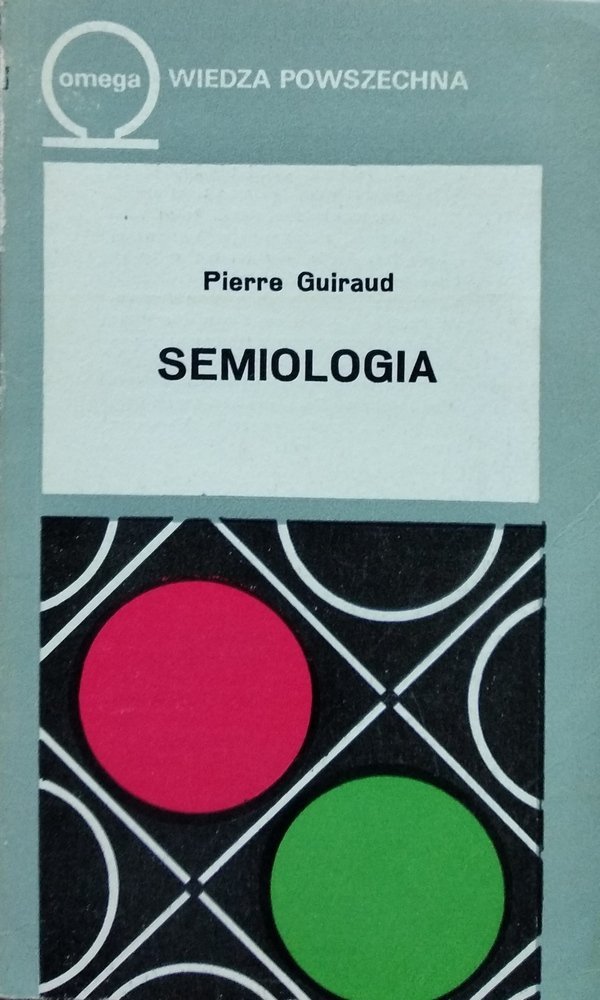 omega WIEDZA POWSZECHNA
Pierre Guiraud
SEMIOLOGIA